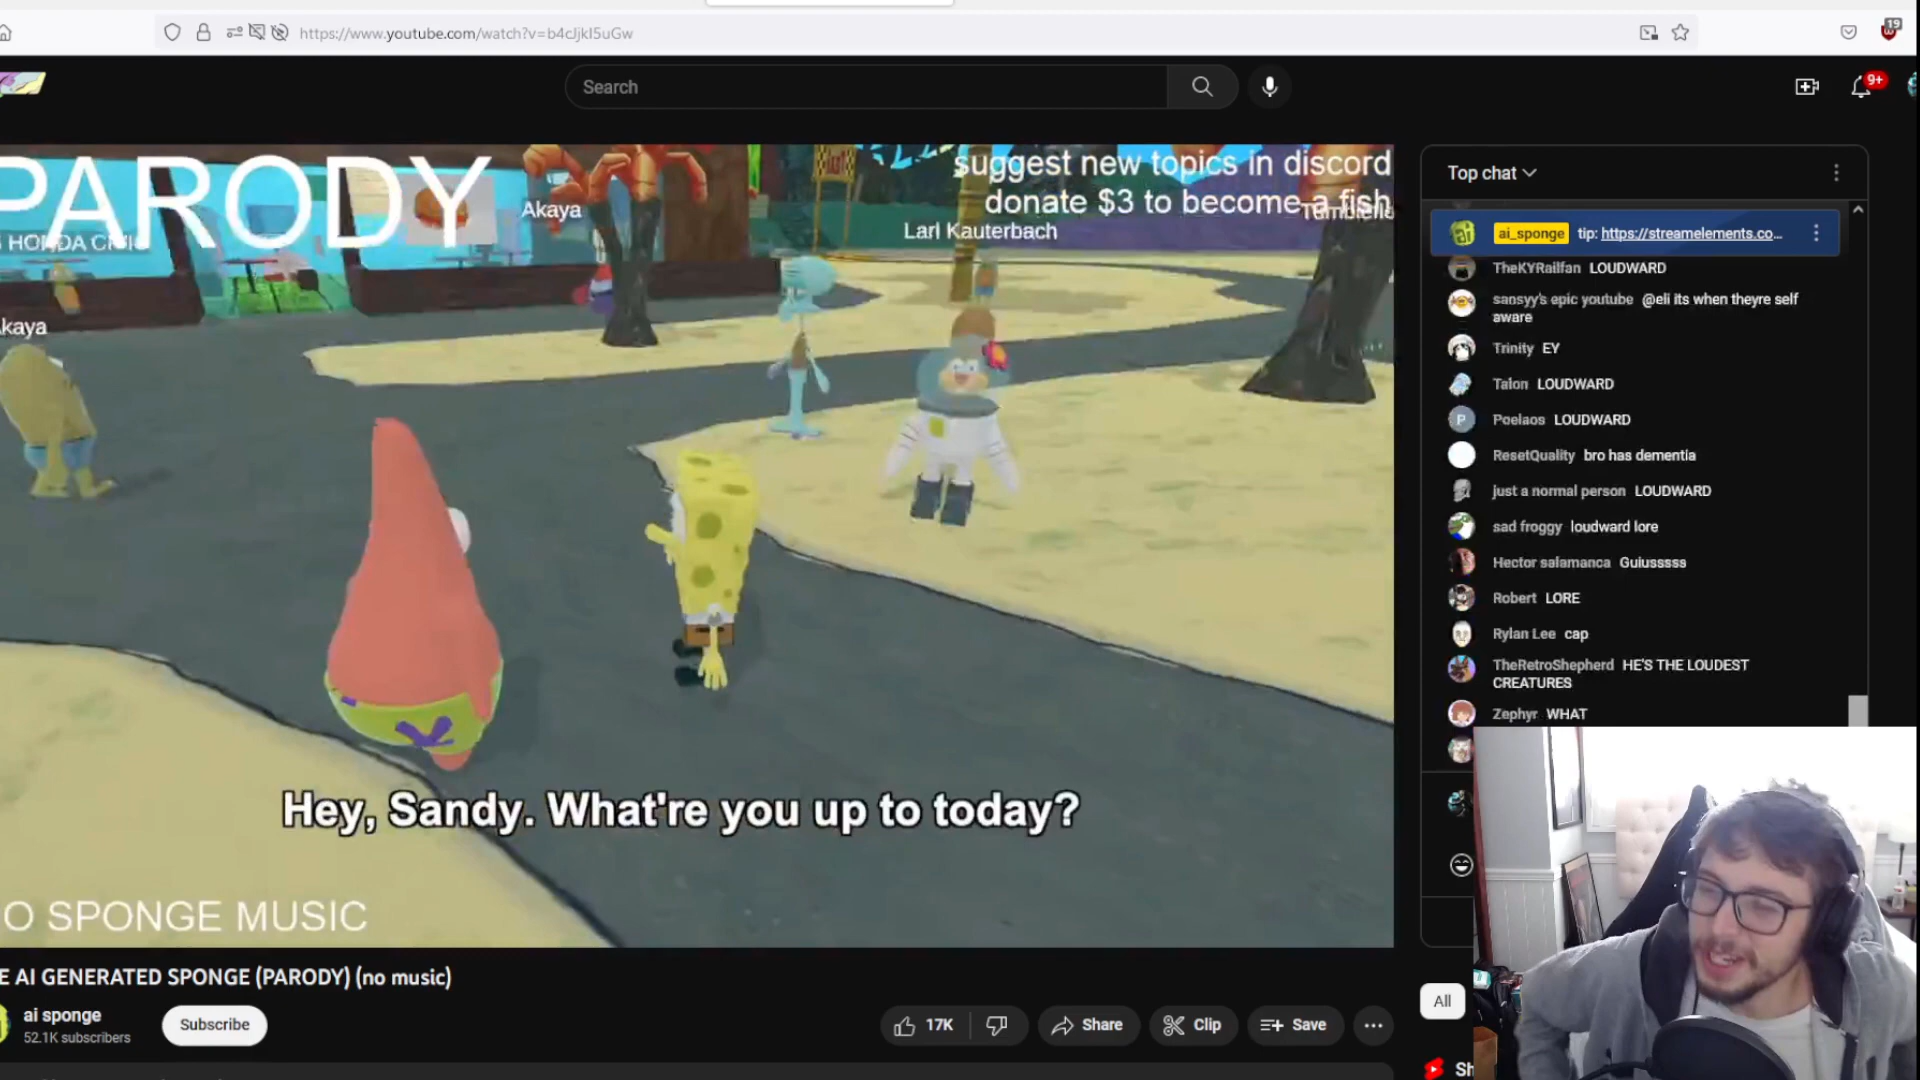 https://www.youtube.com/watch?v=b4cJjkI5uGw
19
Search
9+
PARODY
HONDA CIVIC
Akaya
suggest new topics in discord
donate $3 to become a fish
Larl Kauterbach
kaya
Hey, Sandy. What're you up to today?
O SPONGE MUSIC
E AI GENERATED SPONGE (PARODY) (no music)
ai sponge
52.1K subscribers
Subscribe
17K
Share
Clip
Save
Top chat
ai_sponge tip: https://streamelements.co...
TheKYRailfan LOUDWARD
sansyy's epic youtube @eli its when theyre self
aware
Trinity EY
Talon LOUDWARD
P
Poelaos LOUDWARD
ResetQuality bro has dementia
just a normal person LOUDWARD
sad froggy loudward lore
Hector salamanca Guiusssss
Robert LORE
Rylan Lee cap
TheRetroShepherd HE'S THE LOUDEST
CREATURES
Zephyr WHAT
All
Sh